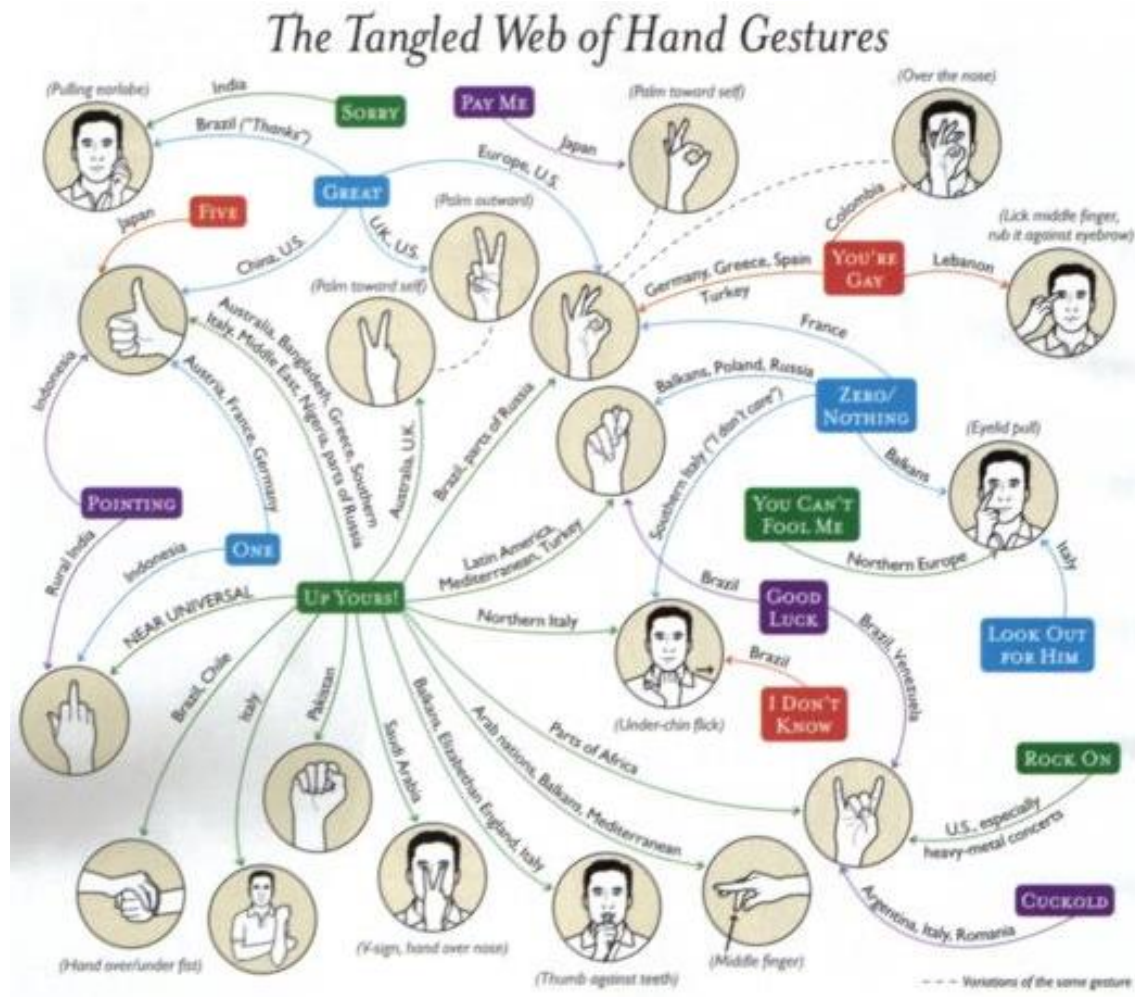 The Tangled Web of Hand Gestures
(Pulling earlobe)
India
SORRY
PAY ME
(Palm toward self)
(Over the nose)
Brazil ("Thanks")
Japan
Europe, U.S.
GREAT
Colombia
Japan
FIVE
(Palm outward)
(Lick middle finger,
rub it against eyebrow)
China, U.S.
UK, U.S.
YOU'RE
GAY
Lebanon
Germany, Greece, Spain
Turkey
(Palm toward self)
Australia, Bangladesh, Greece, Southern
Italy, Middle East, Nigeria, parts of Russia
France
Indonesia
Austria, France, Germany
Balkans, Poland, Russia
ZERO/
NOTHING
Southern Italy ("I don't care")
Brazil, parts of Russia
Australia, U.K.
(Eyelid pull)
Balkans
POINTING
YOU CAN'T
FOOL ME
Rural India
Indonesia
ONE
Latin America,
Mediterranean, Turkey
Northern Europe
Italy
UP YOURS!
NEAR UNIVERSAL
Northern Italy
Brazil
GOOD
LUCK
Brazil, Venezuela
LOOK OUT
FOR HIM
Brazil
I DON'T
KNOW
(Under-chin flick)
Brazil, Chile
Italy
Pakistan
Saudi Arabia
Balkans, Elizabethan England, Italy
Arab nations, Balkans, Mediterranean
Parts of Africa
ROCK ON
U.S., especially
heavy-metal concerts
CUCKOLD
Argentina, Italy, Romania
(Hand over/under fist)
(V-sign, hand over nose)
(Thumb against teeth)
(Middle finger)
Variations of the same gesture